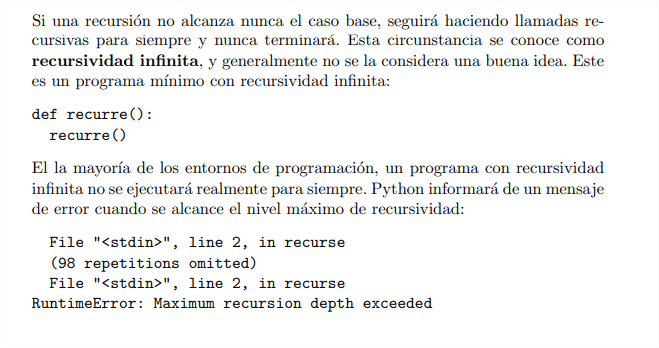 Si una recursión no alcanza nunca el caso base, seguirá haciendo llamadas re-
cursivas para siempre y nunca terminará. Esta circunstancia se conoce como
recursividad infinita, y generalmente no se la considera una buena idea. Este
es un programa mínimo con recursividad infinita:
def recurre():
  recurre()
El la mayoría de los entornos de programación, un programa con recursividad
infinita no se ejecutará realmente para siempre. Python informará de un mensaje
de error cuando se alcance el nivel máximo de recursividad:
  File "<stdin>", line 2, in recurse
  (98 repetitions omitted)
  File "<stdin>", line 2, in recurse
RuntimeError: Maximum recursion depth exceeded